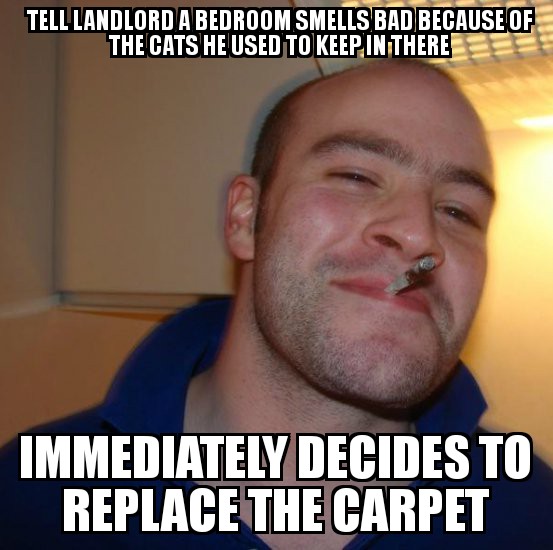 TELL LANDLORD A BEDROOM SMELLS BAD BECAUSE OF
THE CATS HE USED TO KEEP IN THERE
IMMEDIATELY DECIDES TO
REPLACE THE CARPET